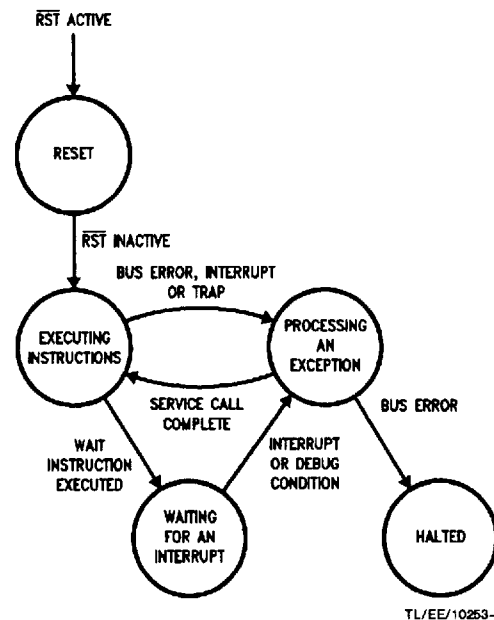 RST ACTIVE
RESET
RST INACTIVE
BUS ERROR, INTERRUPT
OR TRAP
EXECUTING
INSTRUCTIONS
PROCESSING
AN
EXCEPTION
SERVICE CALL
COMPLETE
BUS ERROR
WAIT
INSTRUCTION
EXECUTED
INTERRUPT
OR DEBUG
CONDITION
WAITING
FOR AN
INTERRUPT
HALTED
TL/EE/10253-